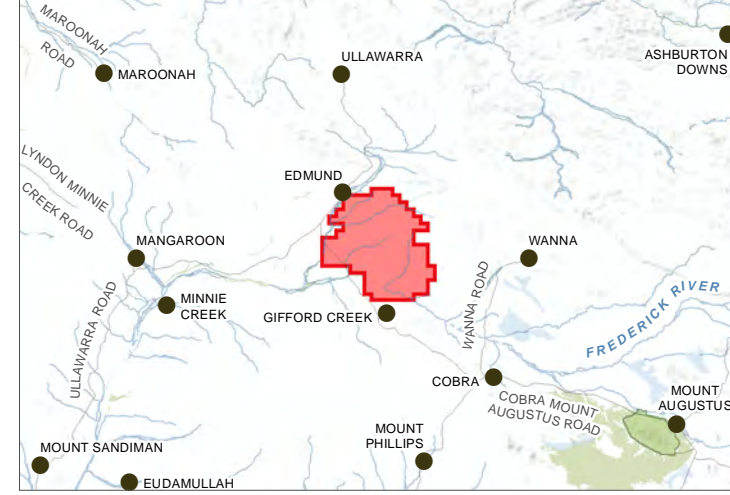 MAROONAH
ROAD
MAROONAH
ULLAWARRA
ASHBURTON
DOWNS
LYNDON MINNIE
CREEK ROAD
EDMUND
MANGAROON
WANNA
MINNIE
CREEK
ULLAWARRA ROAD
GIFFORD CREEK
WANNA ROAD
FREDERICK RIVER
COBRA
COBRA MOUNT
AUGUSTUS ROAD
MOUNT
AUGUSTUS
MOUNT
PHILLIPS
MOUNT SANDIMAN
EUDAMULLAH